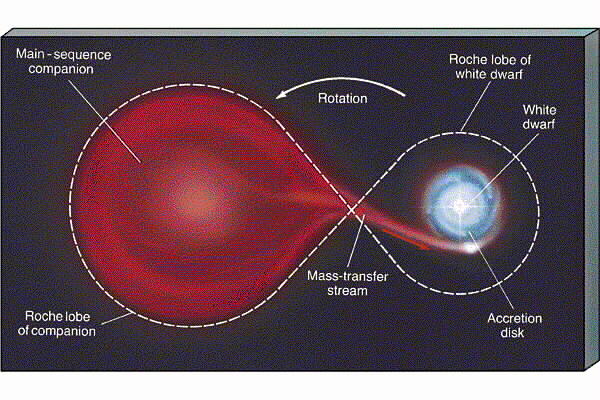 Main-sequence
companion
Rotation
Roche lobe of
white dwarf
White
dwarf
Mass-transfer
stream
Roche lobe
of companion
Accretion
disk